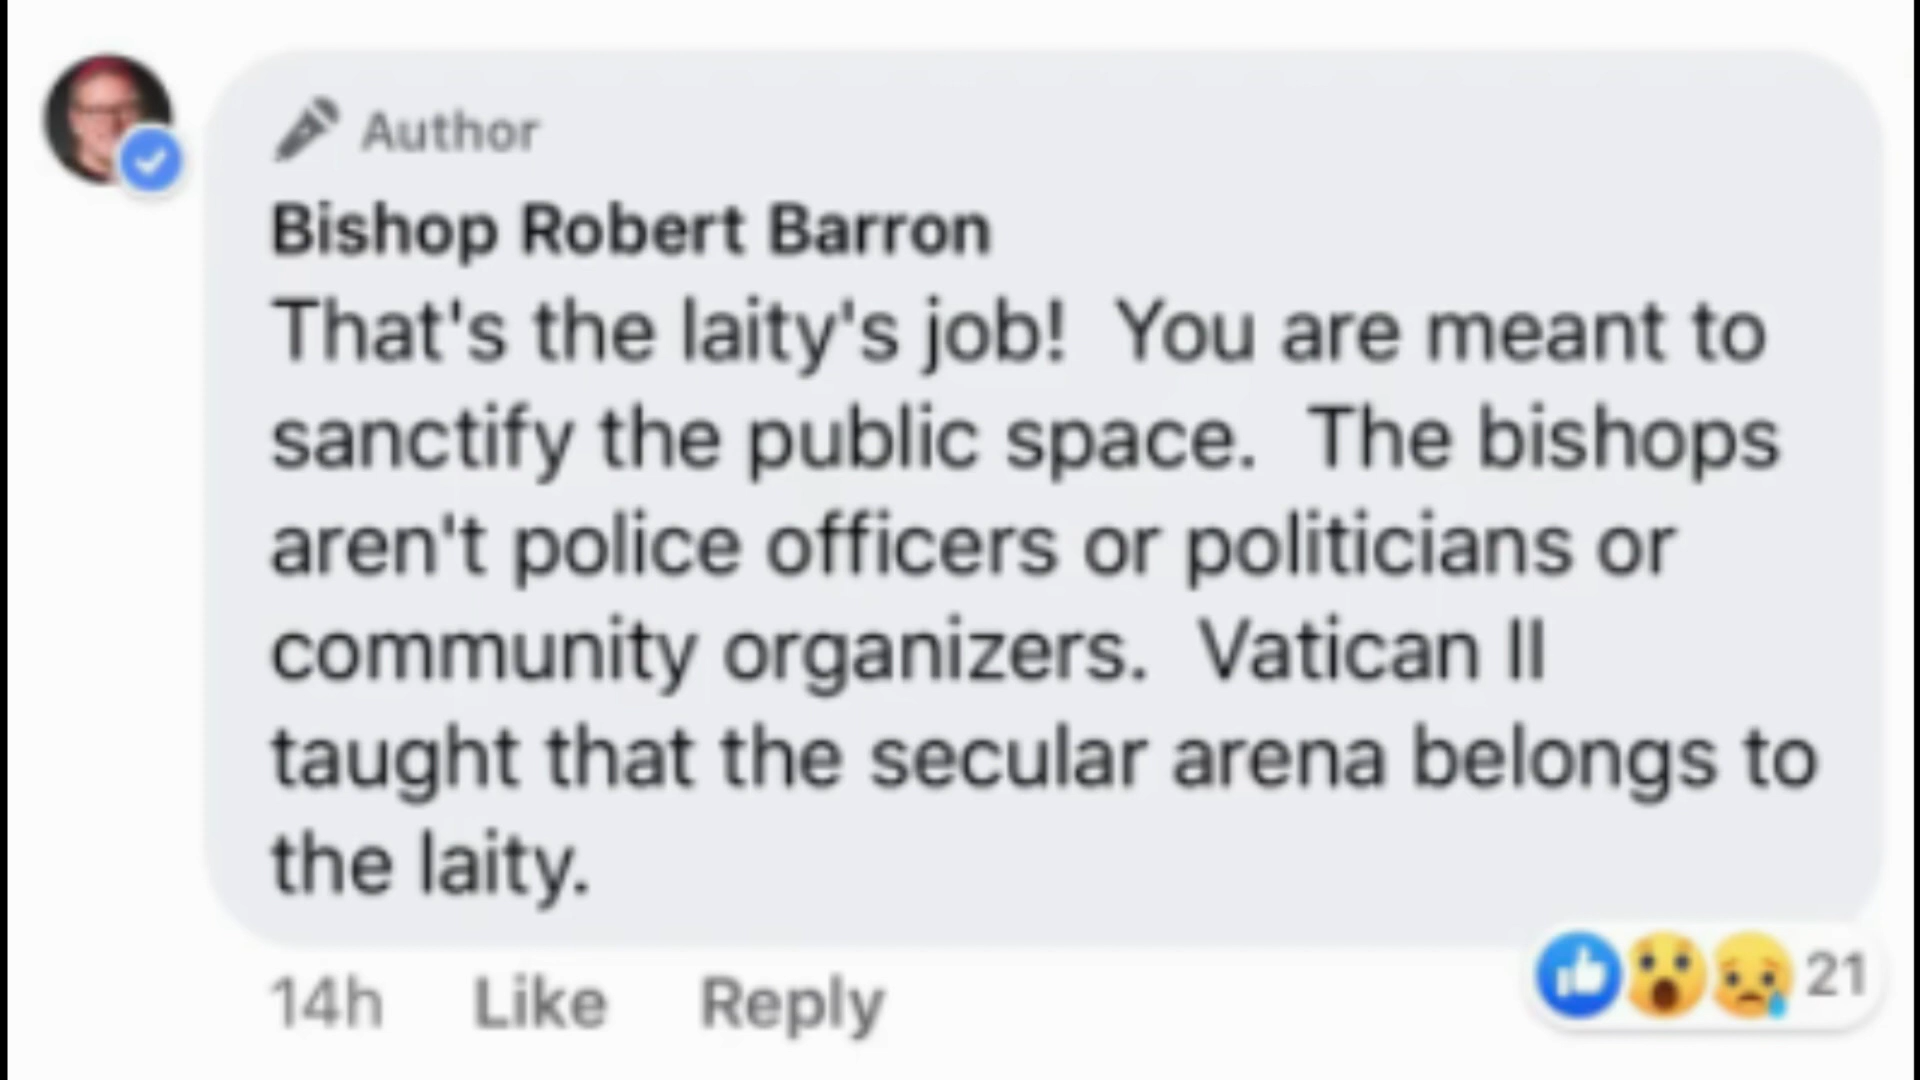 Author
Bishop Robert Barron
That's the laity's job!  You are meant to
sanctify the public space.  The bishops
aren't police officers or politicians or
community organizers.  Vatican II
taught that the secular arena belongs to
the laity.
14h Like Reply 21